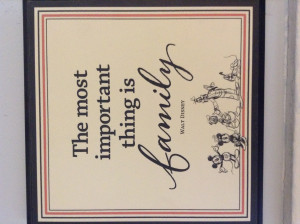 The most
important
thing is
family
WALT DISNEY